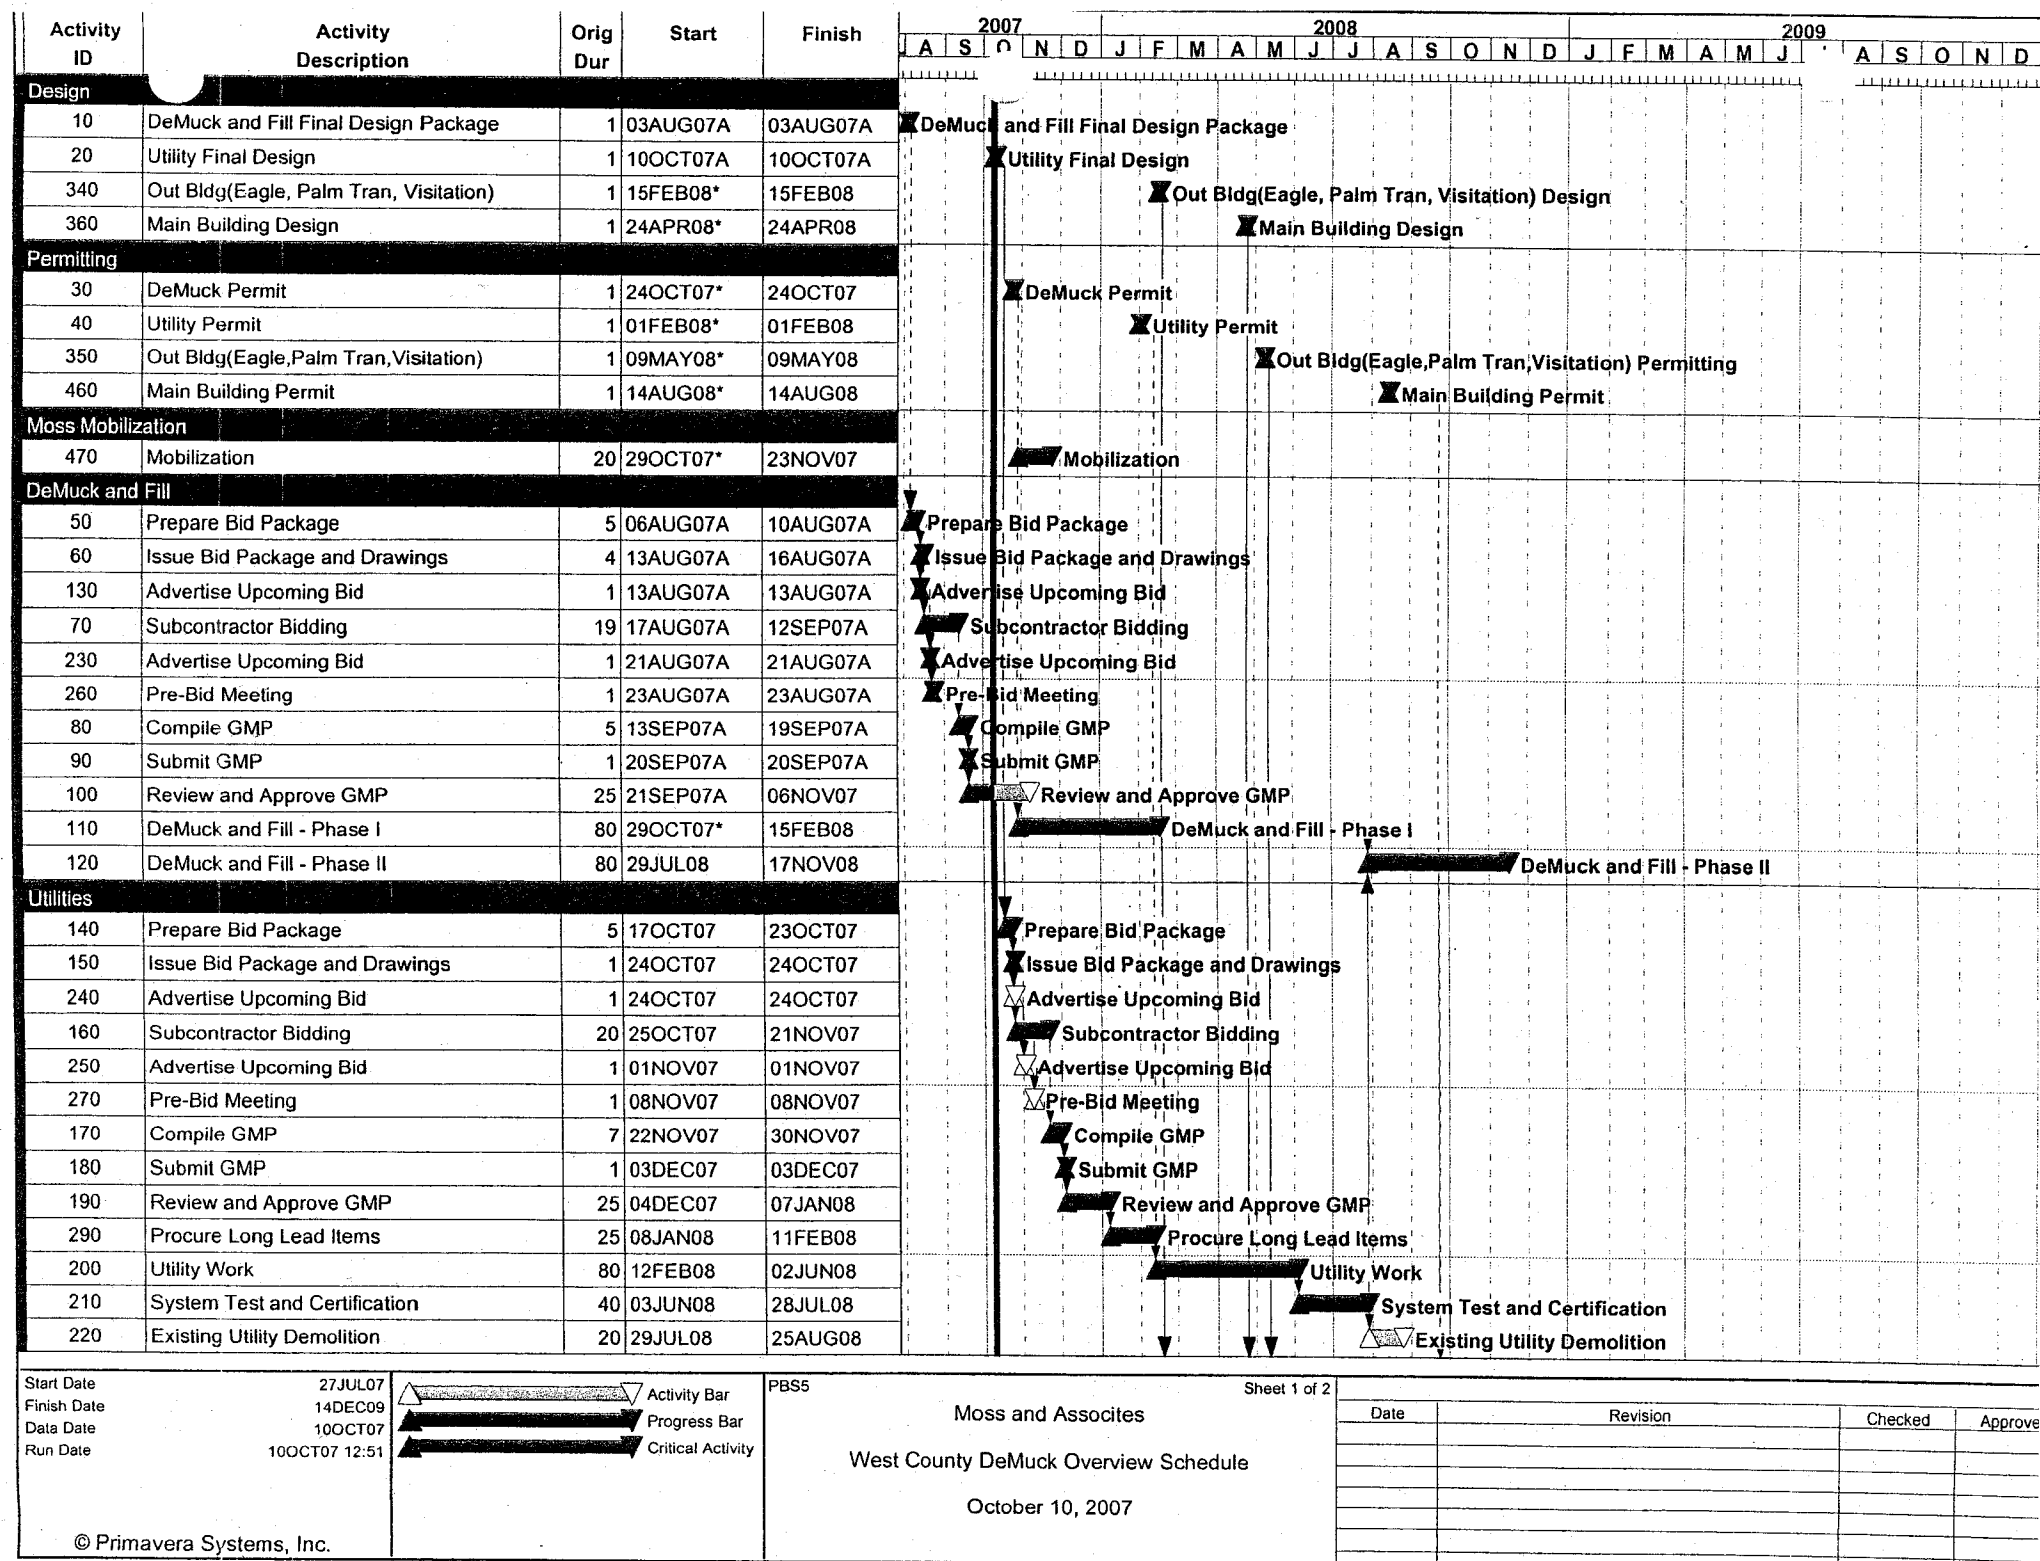 Activity ID Activity Description Orig Dur Start Finish 2007 2008 2009
A S O N D J F M A M J J A S O N D J F M A M J A S O N D
Design
10 DeMuck and Fill Final Design Package 1 03AUG07A 03AUG07A DeMuck and Fill Final Design Package
20 Utility Final Design 1 10OCT07A 10OCT07A Utility Final Design
340 Out Bldg(Eagle, Palm Tran, Visitation) 1 15FEB08* 15FEB08 Out Bldg(Eagle, Palm Tran, Visitation) Design
360 Main Building Design 1 24APR08* 24APR08 Main Building Design
Permitting
30 DeMuck Permit 1 24OCT07* 24OCT07 DeMuck Permit
40 Utility Permit 1 01FEB08* 01FEB08 Utility Permit
350 Out Bldg(Eagle,Palm Tran,Visitation) 1 09MAY08* 09MAY08 Out Bldg(Eagle,Palm Tran,Visitation) Permitting
460 Main Building Permit 1 14AUG08* 14AUG08 Main Building Permit
Moss Mobilization
470 Mobilization 20 29OCT07* 23NOV07 Mobilization
DeMuck and Fill
50 Prepare Bid Package 5 06AUG07A 10AUG07A Prepare Bid Package
60 Issue Bid Package and Drawings 4 13AUG07A 16AUG07A Issue Bid Package and Drawings
130 Advertise Upcoming Bid 1 13AUG07A 13AUG07A Advertise Upcoming Bid
70 Subcontractor Bidding 19 17AUG07A 12SEP07A Subcontractor Bidding
230 Advertise Upcoming Bid 1 21AUG07A 21AUG07A Advertise Upcoming Bid
260 Pre-Bid Meeting 1 23AUG07A 23AUG07A Pre-Bid Meeting
80 Compile GMP 5 13SEP07A 19SEP07A Compile GMP
90 Submit GMP 1 20SEP07A 20SEP07A Submit GMP
100 Review and Approve GMP 25 21SEP07A 06NOV07 Review and Approve GMP
110 DeMuck and Fill - Phase I 80 29OCT07* 15FEB08 DeMuck and Fill - Phase I
120 DeMuck and Fill - Phase II 80 29JUL08 17NOV08 DeMuck and Fill - Phase II
Utilities
140 Prepare Bid Package 5 17OCT07 23OCT07 Prepare Bid Package
150 Issue Bid Package and Drawings 1 24OCT07 24OCT07 Issue Bid Package and Drawings
240 Advertise Upcoming Bid 1 24OCT07 24OCT07 Advertise Upcoming Bid
160 Subcontractor Bidding 20 25OCT07 21NOV07 Subcontractor Bidding
250 Advertise Upcoming Bid 1 01NOV07 01NOV07 Advertise Upcoming Bid
270 Pre-Bid Meeting 1 08NOV07 08NOV07 Pre-Bid Meeting
170 Compile GMP 7 22NOV07 30NOV07 Compile GMP
180 Submit GMP 1 03DEC07 03DEC07 Submit GMP
190 Review and Approve GMP 25 04DEC07 07JAN08 Review and Approve GMP
290 Procure Long Lead Items 25 08JAN08 11FEB08 Procure Long Lead Items
200 Utility Work 80 12FEB08 02JUN08 Utility Work
210 System Test and Certification 40 03JUN08 28JUL08 System Test and Certification
220 Existing Utility Demolition 20 29JUL08 25AUG08 Existing Utility Demolition
Start Date 27JUL07
Finish Date 14DEC09
Data Date 10OCT07
Run Date 10OCT07 12:51
© Primavera Systems, Inc.
Activity Bar
Progress Bar
Critical Activity
PBS5
Sheet 1 of 2
Moss and Assocites
West County DeMuck Overview Schedule
October 10, 2007
Date Revision Checked Approve